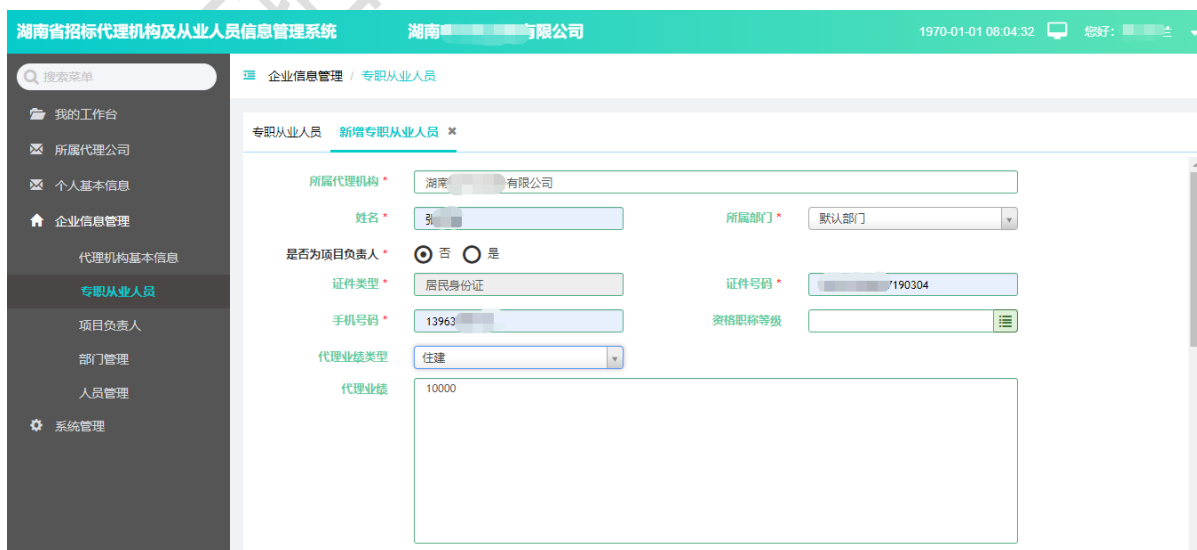 湖南省招标代理机构及从业人员信息管理系统 湖南 有限公司 1970-01-01 08:04:32 您好:
搜索菜单
企业信息管理 / 专职从业人员
我的工作台
所属代理公司
个人基本信息
企业信息管理
代理机构基本信息
专职从业人员
项目负责人
部门管理
人员管理
系统管理
专职从业人员 新增专职从业人员 ×
所属代理机构 * 湖南 有限公司
姓名 * 张 所属部门 * 默认部门
是否为项目负责人 * 否 是
证件类型 * 居民身份证 证件号码 * 7190304
手机号码 * 13963 资格职称等级
代理业绩类型 住建
代理业绩 10000